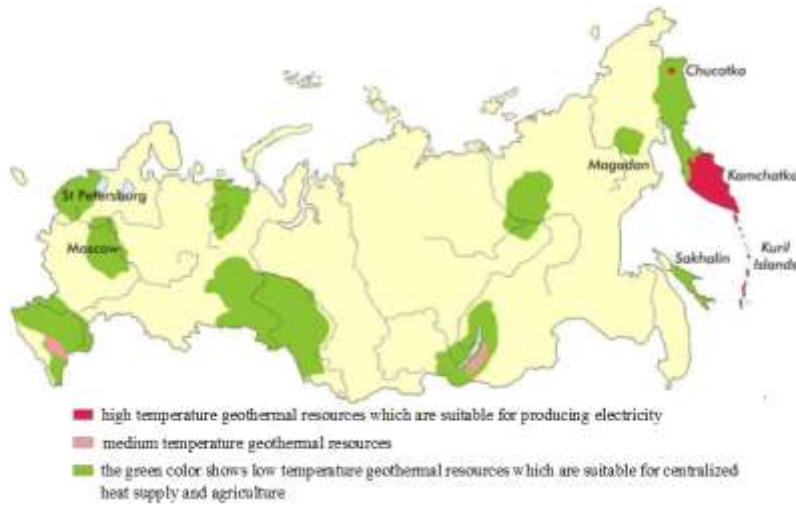 Chucotka
Magadan
Kamchatka
St Petersburg
Moscow
Sakhalin
Kuril
Islands
high temperature geothermal resources which are suitable for producing electricity
medium temperature geothermal resources
the green color shows low temperature geothermal resources which are suitable for centralized
heat supply and agriculture